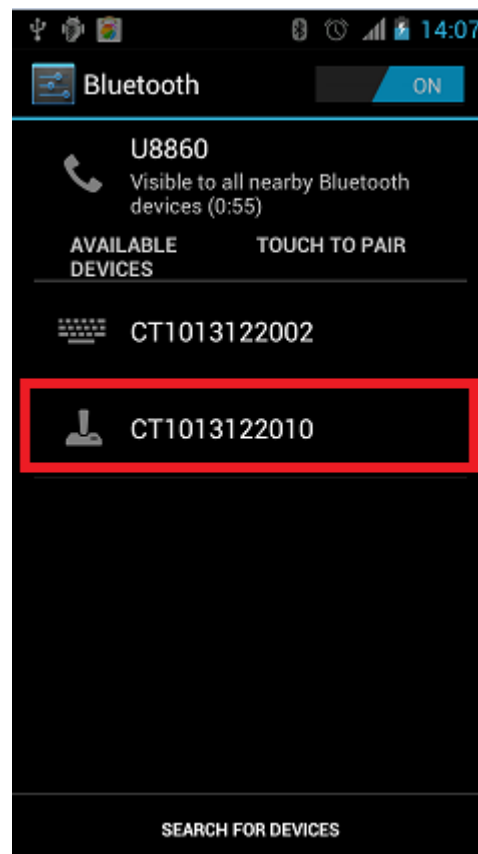 14:07
Bluetooth
ON
U8860
Visible to all nearby Bluetooth
devices (0:55)
AVAILABLE TOUCH TO PAIR
DEVICES
CT1013122002
CT1013122010
SEARCH FOR DEVICES